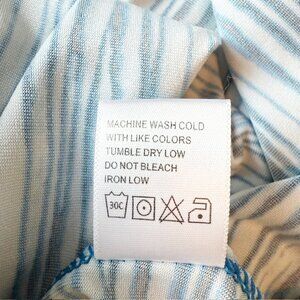 MACHINE WASH COLD
WITH LIKE COLORS
TUMBLE DRY LOW
DO NOT BLEACH
IRON LOW
30C